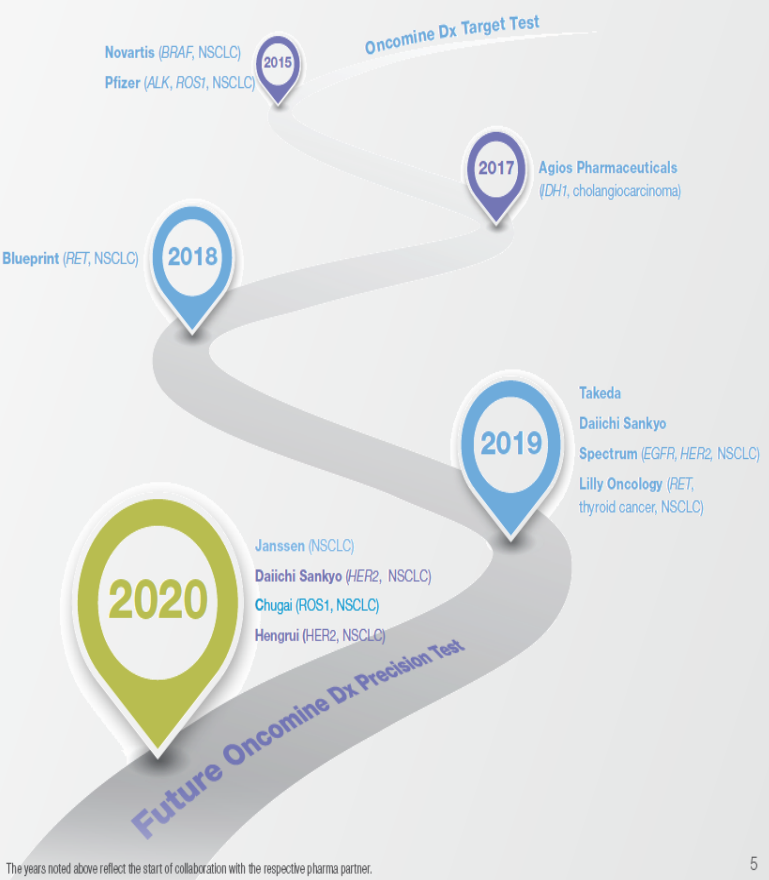 Oncomine Dx Target Test
Novartis (BRAF, NSCLC)
Pfizer (ALK, ROS1, NSCLC)
2015
2017
Agios Pharmaceuticals
(IDH1, cholangiocarcinoma)
Blueprint (RET, NSCLC)
2018
2019
Takeda
Daiichi Sankyo
Spectrum (EGFR, HER2, NSCLC)
Lilly Oncology (RET,
thyroid cancer, NSCLC)
2020
Janssen (NSCLC)
Daiichi Sankyo (HER2, NSCLC)
Chugai (ROS1, NSCLC)
Hengrui (HER2, NSCLC)
Future Oncomine Dx Precision Test
The years noted above reflect the start of collaboration with the respective pharma partner.
5